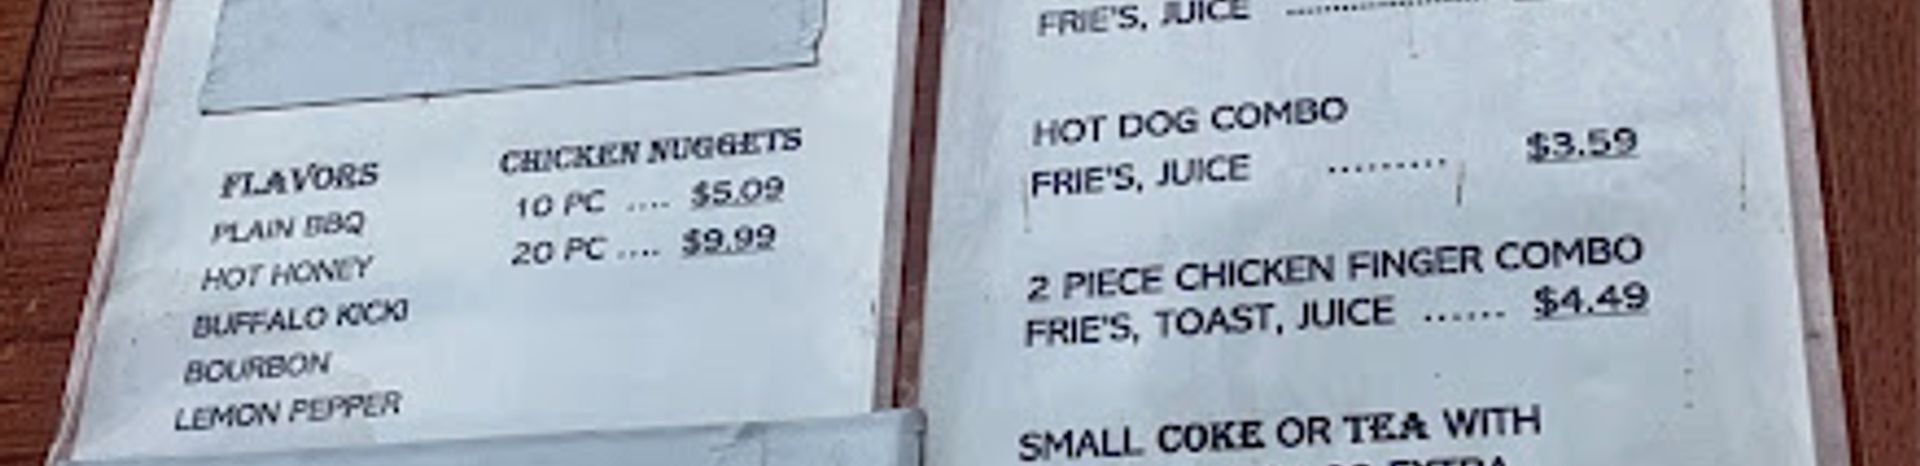 FLAVORS
PLAIN BBQ
HOT HONEY
BUFFALO KICK!
BOURBON
LEMON PEPPER
CHICKEN NUGGETS
10 PC .... $5.09
20 PC .... $9.99
FRIE'S, JUICE ..................
HOT DOG COMBO
FRIE'S, JUICE ......... $3.59
2 PIECE CHICKEN FINGER COMBO
FRIE'S, TOAST, JUICE ...... $4.49
SMALL COKE OR TEA WITH
EXTRA